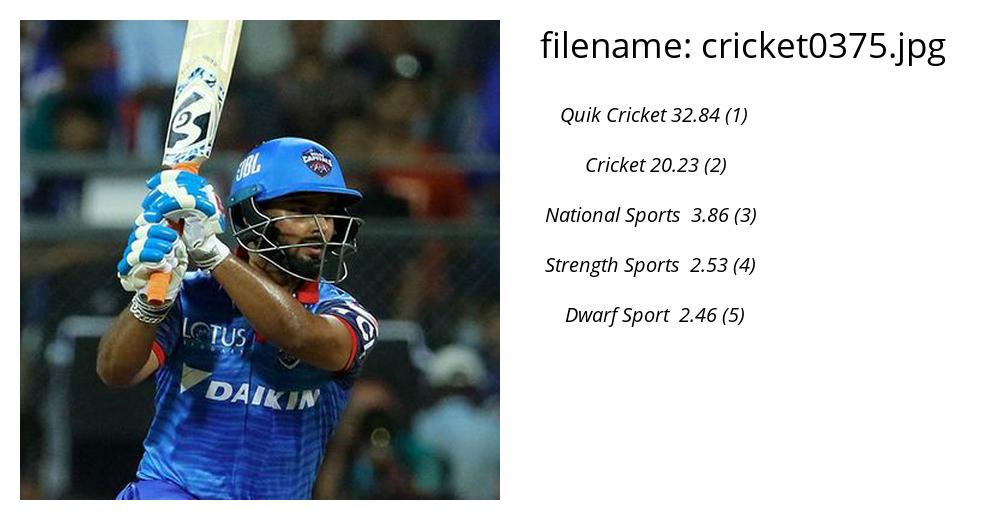 filename: cricket0375.jpg
Quik Cricket 32.84 (1)
Cricket 20.23 (2)
National Sports 3.86 (3)
Strength Sports 2.53 (4)
Dwarf Sport 2.46 (5)
JBL
CAPITALS
LOTUS
DAIKIN